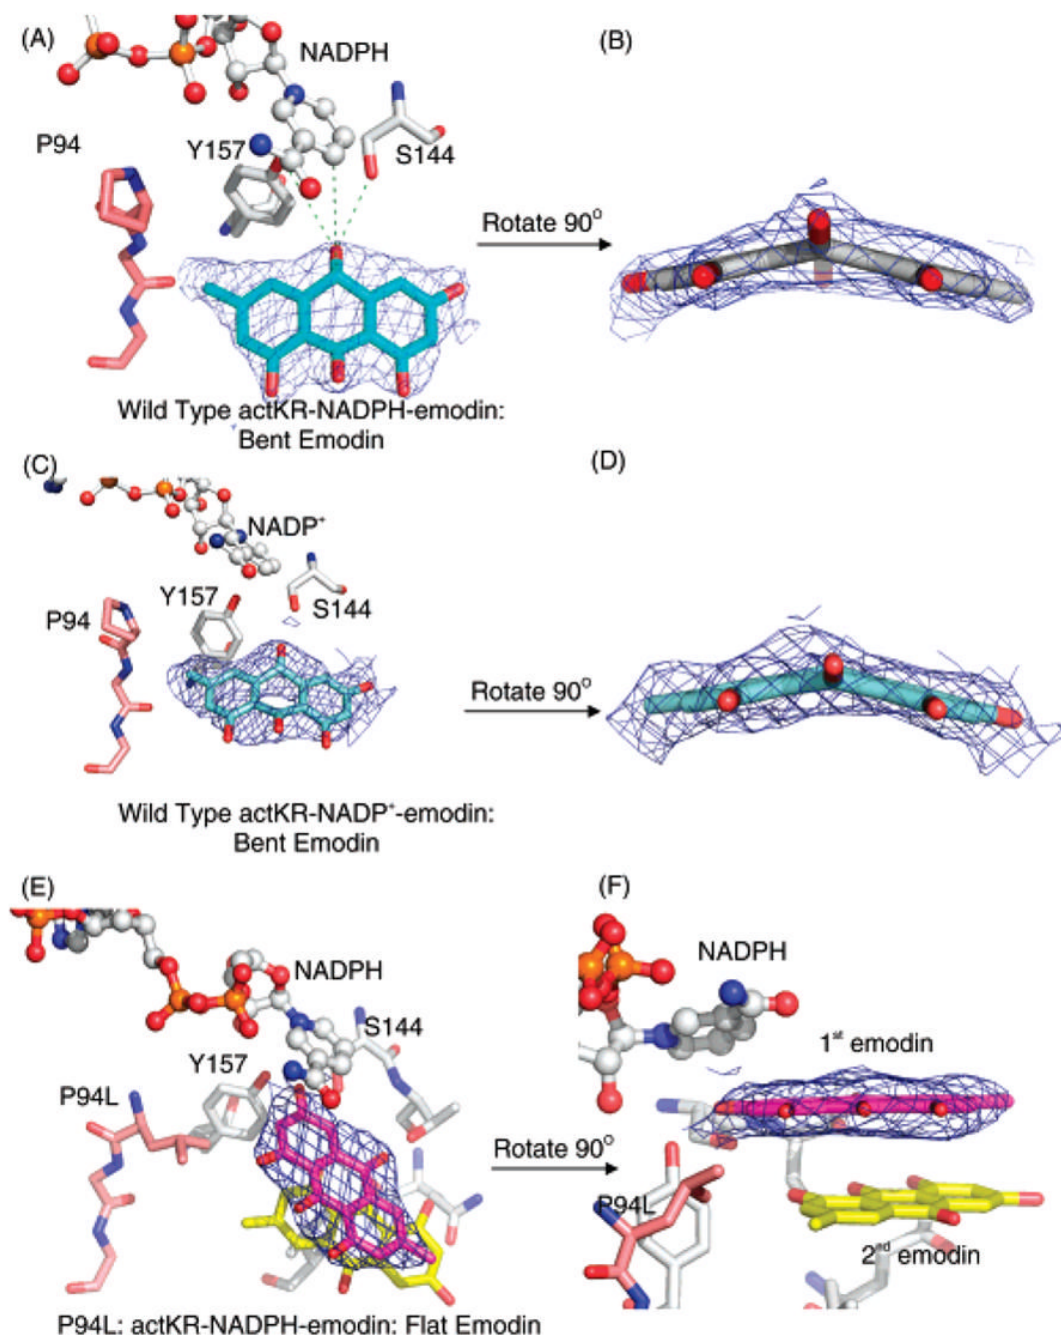 (A)
NADPH
P94
Y157
S144
(B)
Rotate 90°
Wild Type actKR-NADPH-emodin:
Bent Emodin
(C)
NADP⁺
P94
Y157
S144
(D)
Rotate 90°
Wild Type actKR-NADP⁺-emodin:
Bent Emodin
(E)
NADPH
S144
Y157
P94L
(F)
NADPH
1st emodin
Rotate 90°
P94L
2nd emodin
P94L: actKR-NADPH-emodin: Flat Emodin